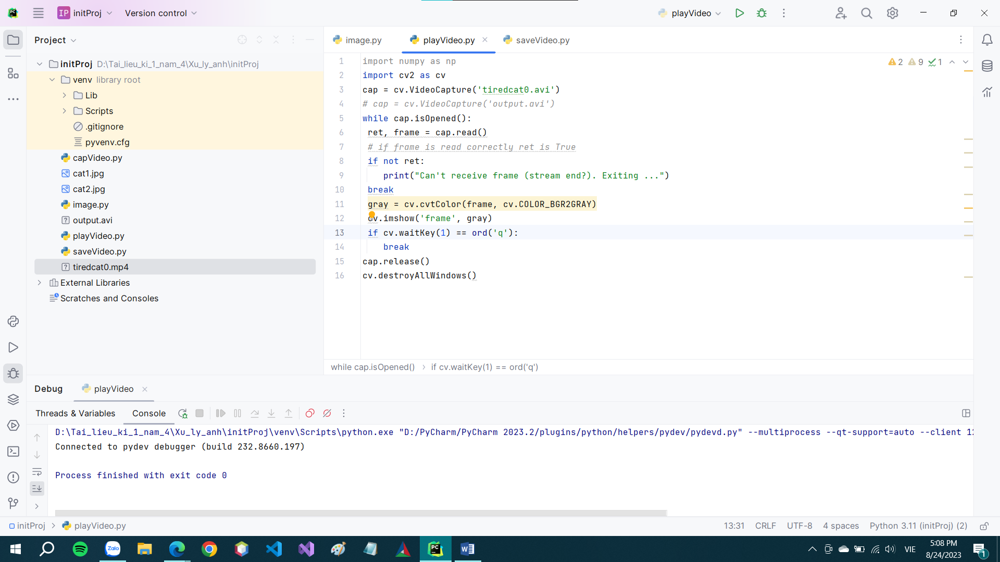 IP initProj Version control playVideo
Project
initProj D:\Tai_lieu_ki_1_nam_4\Xu_ly_anh\initProj
venv library root
Lib
Scripts
.gitignore
pyvenv.cfg
capVideo.py
cat1.jpg
cat2.jpg
image.py
output.avi
playVideo.py
saveVideo.py
tiredcat0.mp4
External Libraries
Scratches and Consoles
image.py playVideo.py saveVideo.py
2 9 1
1 import numpy as np
2 import cv2 as cv
3 cap = cv.VideoCapture('tiredcat0.avi')
4 # cap = cv.VideoCapture('output.avi')
5 while cap.isOpened():
6 ret, frame = cap.read()
7 # if frame is read correctly ret is True
8 if not ret:
9 print("Can't receive frame (stream end?). Exiting ...")
10 break
11 gray = cv.cvtColor(frame, cv.COLOR_BGR2GRAY)
12 cv.imshow('frame', gray)
13 if cv.waitKey(1) == ord('q'):
14 break
15 cap.release()
16 cv.destroyAllWindows()
while cap.isOpened() › if cv.waitKey(1) == ord('q')
Debug playVideo
Threads & Variables Console
D:\Tai_lieu_ki_1_nam_4\Xu_ly_anh\initProj\venv\Scripts\python.exe "D:/PyCharm/PyCharm 2023.2/plugins/python/helpers/pydev/pydevd.py" --multiprocess --qt-support=auto --client 12
Connected to pydev debugger (build 232.8660.197)
Process finished with exit code 0
initProj › playVideo.py 13:31 CRLF UTF-8 4 spaces Python 3.11 (initProj) (2)
Zalo
PC
W
VIE
5:08 PM
8/24/2023
1